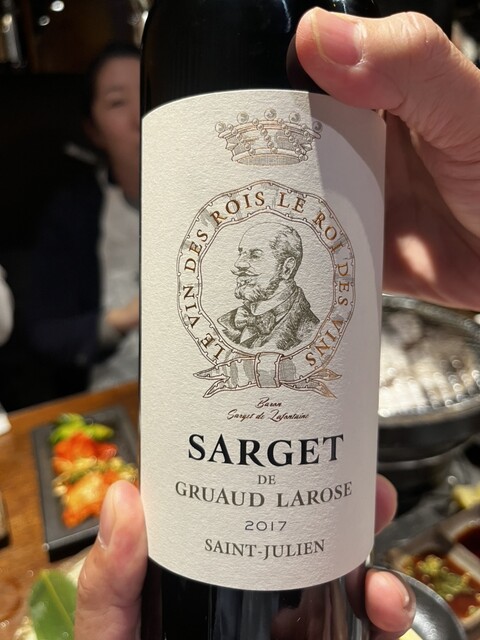 LE VIN DES ROIS LE ROI DES VINS
Baron
Sarget de Lafontaine
SARGET
DE
GRUAUD LAROSE
2017
SAINT-JULIEN